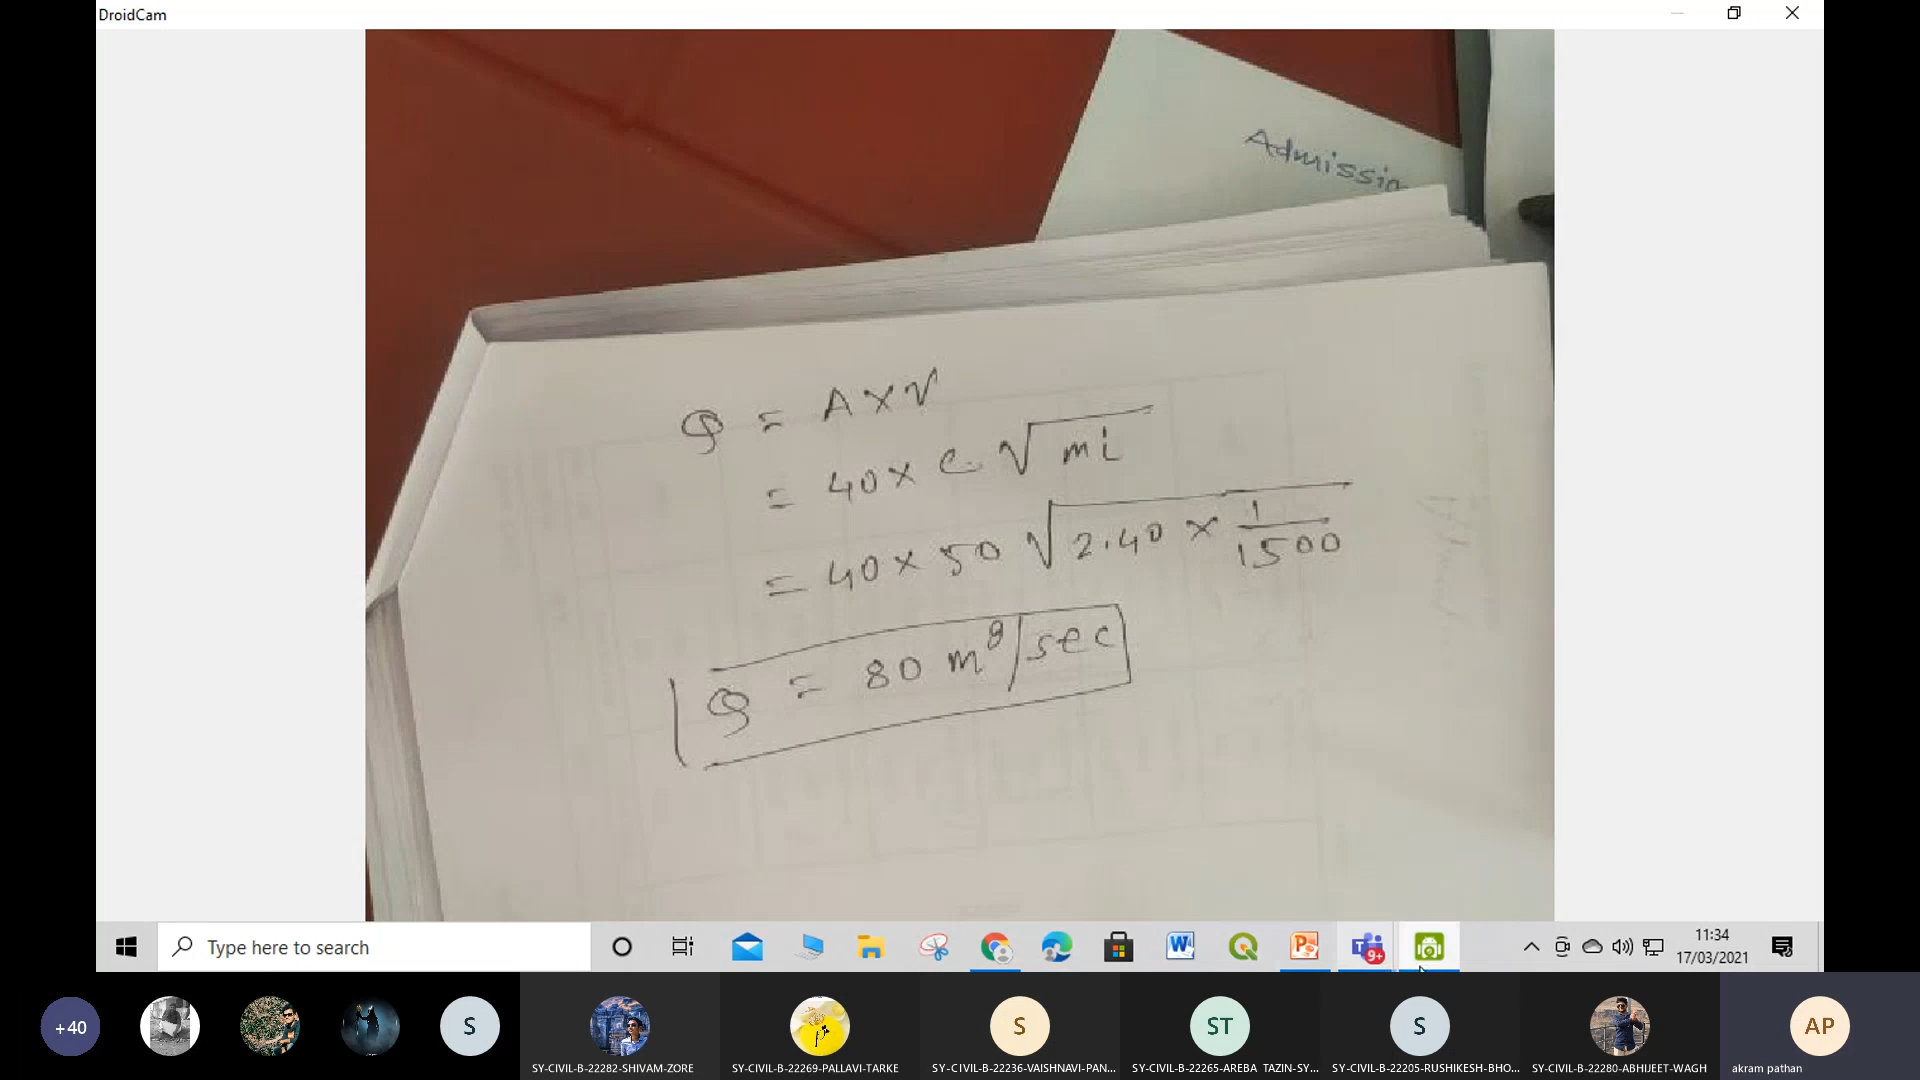 DroidCam
Admissio
Q = A×V
= 40 × C √mi
= 40 × 50 √2.40 × 1/1500
Q = 80 m³/sec
Type here to search
9+
11:34
17/03/2021
+40
S
S
ST
S
AP
SY-CIVIL-B-22282-SHIVAM-ZORE
SY-CIVIL-B-22269-PALLAVI-TARKE
SY-CIVIL-B-22236-VAISHNAVI-PAN...
SY-CIVIL-B-22265-AREBA TAZIN-SY...
SY-CIVIL-B-22205-RUSHIKESH-BHO...
SY-CIVIL-B-22280-ABHIJEET-WAGH
akram pathan